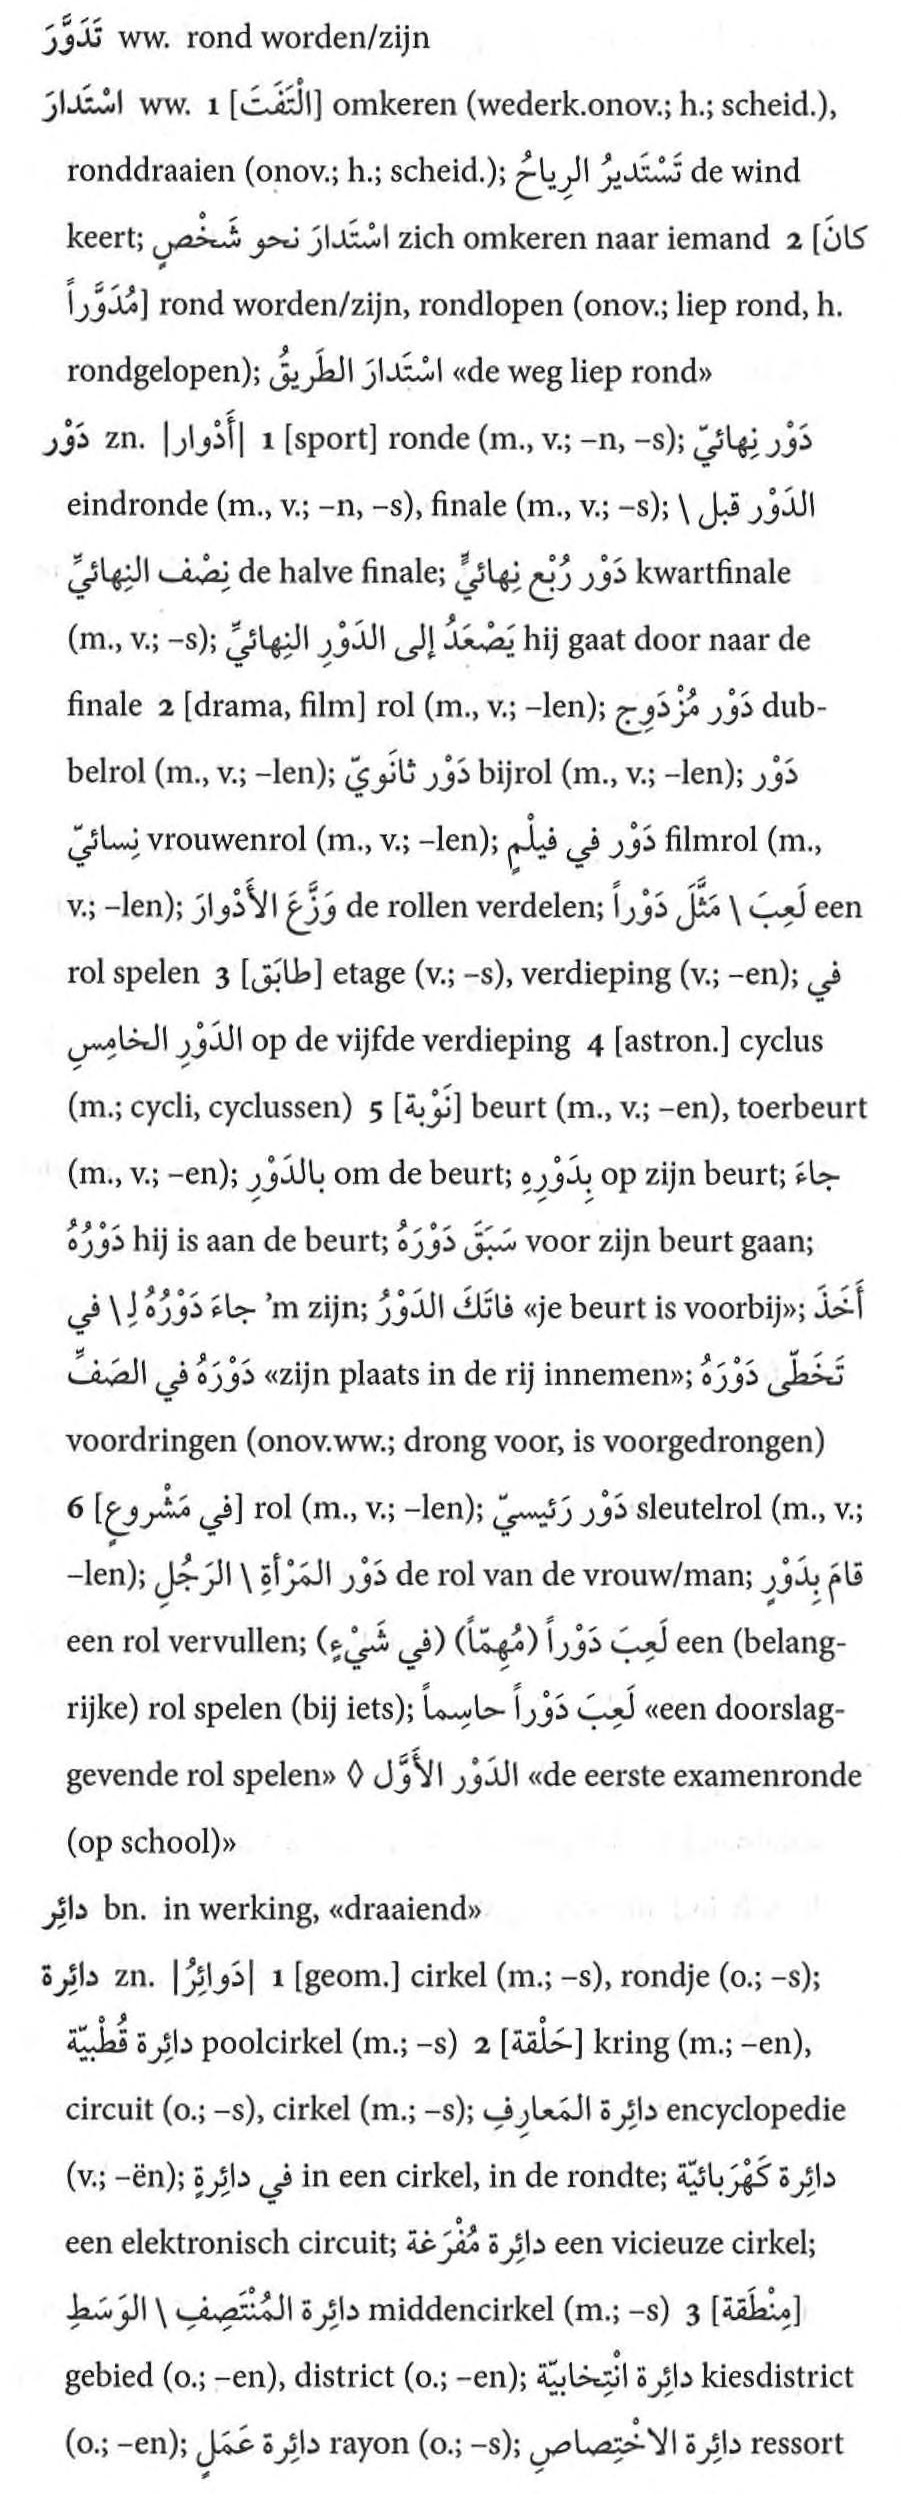 تَدَوَّرَ ww. rond worden/zijn
اسْتَدارَ ww. 1 [الْتَفَتَ] omkeren (wederk.onov.; h.; scheid.),
ronddraaien (onov.; h.; scheid.); تَسْتَديرُ الرِياحُ de wind
keert; اسْتَدارَ نحو شَخْصٍ zich omkeren naar iemand 2 [كانَ
مُدَوَّراً] rond worden/zijn, rondlopen (onov.; liep rond, h.
rondgelopen); اسْتَدارَ الطَريقُ «de weg liep rond»
دَوْر zn. |أَدْوار| 1 [sport] ronde (m., v.; –n, –s); دَوْر نِهائيّ
eindronde (m., v.; –n, –s), finale (m., v.; –s); الدَوْر قبل \
نِصْف النِهائيِّ de halve finale; دَوْر رُبْع نِهائيٍّ kwartfinale
(m., v.; –s); يَصْعَدُ إلى الدَوْرِ النِهائيِّ hij gaat door naar de
finale 2 [drama, film] rol (m., v.; –len); دَوْر مُزْدَوِج dub-
belrol (m., v.; –len); دَوْر ثانَويّ bijrol (m., v.; –len); دَوْر
نِسائيّ vrouwenrol (m., v.; –len); دَوْر في فيلْمٍ filmrol (m.,
v.; –len); وَزَّعَ الأَدْوارَ de rollen verdelen; لَعِبَ \ مَثَّلَ دَوْراً een
rol spelen 3 [طابَق] etage (v.; –s), verdieping (v.; –en); في
الدَوْرِ الخامِسِ op de vijfde verdieping 4 [astron.] cyclus
(m.; cycli, cyclussen) 5 [نَوْبة] beurt (m., v.; –en), toerbeurt
(m., v.; –en); بالدَوْرِ om de beurt; بِدَوْرِهِ op zijn beurt; جاءَ
دَوْرُهُ hij is aan de beurt; سَبَقَ دَوْرَهُ voor zijn beurt gaan;
جاءَ دَوْرُهُ لِـ\ في ’m zijn; فاتَكَ الدَوْرُ «je beurt is voorbij»; أَخَذَ
دَوْرَهُ في الصَفِّ «zijn plaats in de rij innemen»; تَخَطّى دَوْرَهُ
voordringen (onov.ww.; drong voor, is voorgedrongen)
6 [في مَشْروعٍ] rol (m., v.; –len); دَوْر رَئيسيّ sleutelrol (m., v.;
–len); دَوْر المَرْأةِ \ الرَجُلِ de rol van de vrouw/man; قامَ بِدَوْرٍ
een rol vervullen; لَعِبَ دَوْراً (مُهِمّاً) (في شَيْءٍ) een (belang-
rijke) rol spelen (bij iets); لَعِبَ دَوْراً حاسِماً «een doorslag-
gevende rol spelen» ◊ الدَوْر الأَوَّل «de eerste examenronde
(op school)»
دائِر bn. in werking, «draaiend»
دائِرة zn. |دَوائِرُ| 1 [geom.] cirkel (m.; –s), rondje (o.; –s);
دائِرة قُطْبيّة poolcirkel (m.; –s) 2 [حَلْقة] kring (m.; –en),
circuit (o.; –s), cirkel (m.; –s); دائِرة المَعارِفِ encyclopedie
(v.; –ën); في دائِرةٍ in een cirkel, in de rondte; دائِرة كَهْرَبائيّة
een elektronisch circuit; دائِرة مُفْرَغة een vicieuze cirkel;
دائِرة المُنْتَصِفِ \ الوَسَطِ middencirkel (m.; –s) 3 [مِنْطَقة]
gebied (o.; –en), district (o.; –en); دائِرة انْتِخابيّة kiesdistrict
(o.; –en); دائِرة عَمَلٍ rayon (o.; –s); دائِرة الاخْتِصاصِ ressort